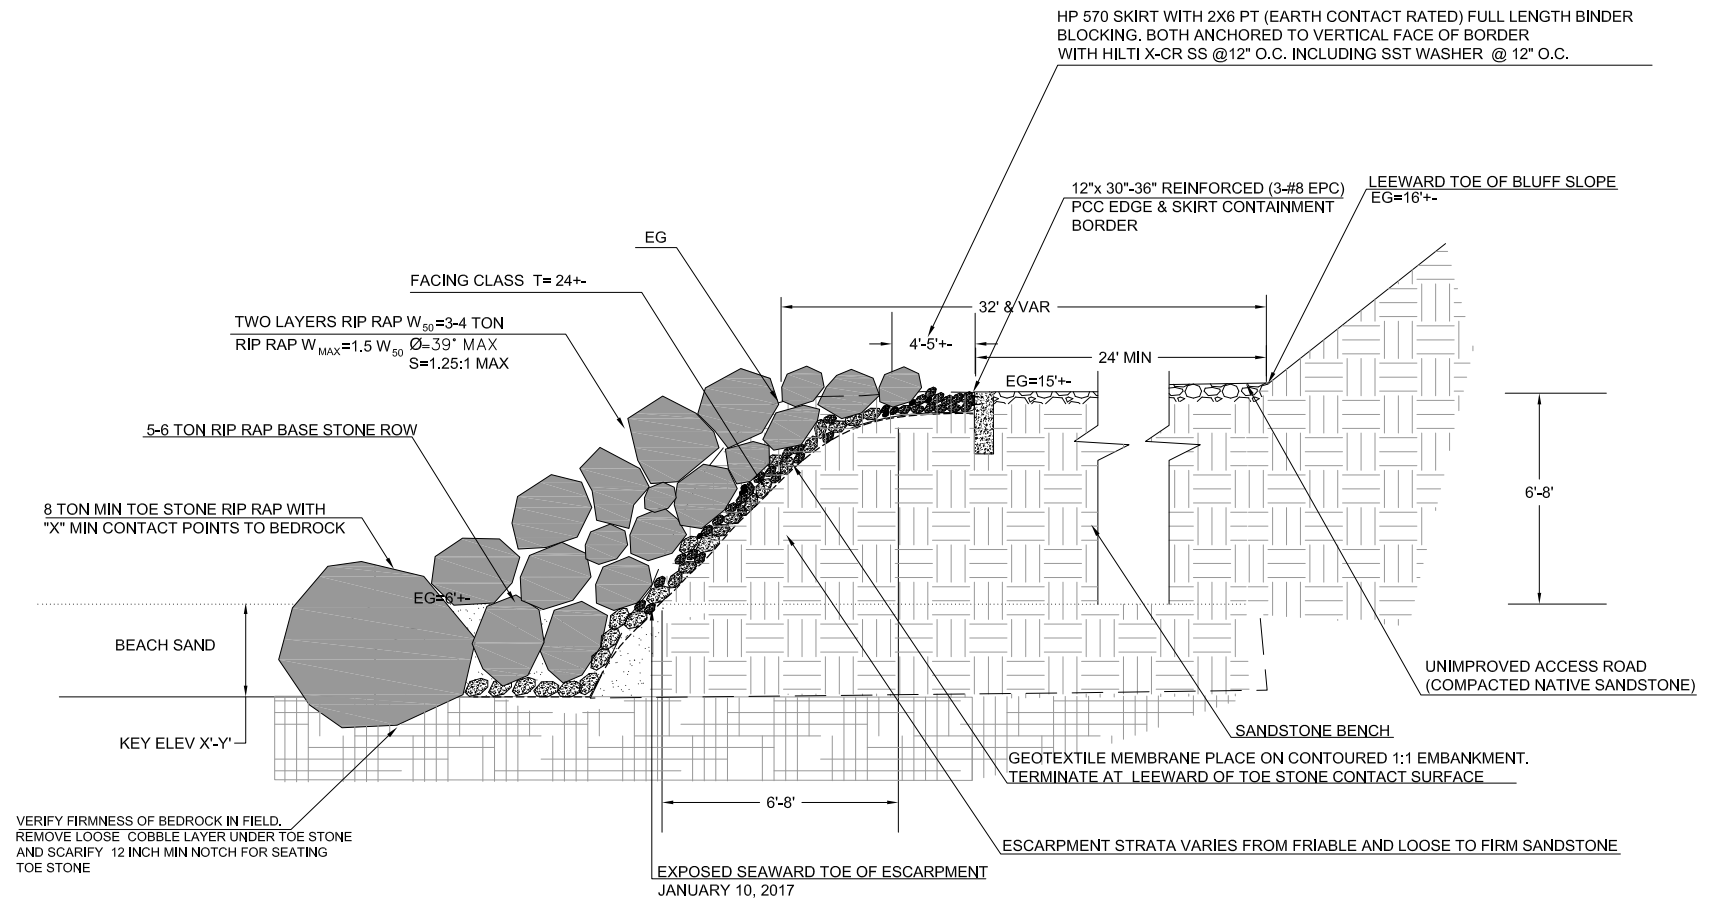 HP 570 SKIRT WITH 2X6 PT (EARTH CONTACT RATED) FULL LENGTH BINDER
BLOCKING. BOTH ANCHORED TO VERTICAL FACE OF BORDER
WITH HILTI X-CR SS @12" O.C. INCLUDING SST WASHER @ 12" O.C.
12"x 30"-36" REINFORCED (3-#8 EPC)
PCC EDGE & SKIRT CONTAINMENT
BORDER
LEEWARD TOE OF BLUFF SLOPE
EG=16'+-
EG
FACING CLASS T= 24+-
32' & VAR
TWO LAYERS RIP RAP W50=3-4 TON
RIP RAP WMAX=1.5 W50 Ø=39° MAX
S=1.25:1 MAX
4'-5'+-
24' MIN
EG=15'+-
5-6 TON RIP RAP BASE STONE ROW
6'-8'
8 TON MIN TOE STONE RIP RAP WITH
"X" MIN CONTACT POINTS TO BEDROCK
EG=6'+-
BEACH SAND
UNIMPROVED ACCESS ROAD
(COMPACTED NATIVE SANDSTONE)
SANDSTONE BENCH
KEY ELEV X'-Y'
GEOTEXTILE MEMBRANE PLACE ON CONTOURED 1:1 EMBANKMENT.
TERMINATE AT LEEWARD OF TOE STONE CONTACT SURFACE
6'-8'
VERIFY FIRMNESS OF BEDROCK IN FIELD.
REMOVE LOOSE COBBLE LAYER UNDER TOE STONE
AND SCARIFY 12 INCH MIN NOTCH FOR SEATING
TOE STONE
ESCARPMENT STRATA VARIES FROM FRIABLE AND LOOSE TO FIRM SANDSTONE
EXPOSED SEAWARD TOE OF ESCARPMENT
JANUARY 10, 2017